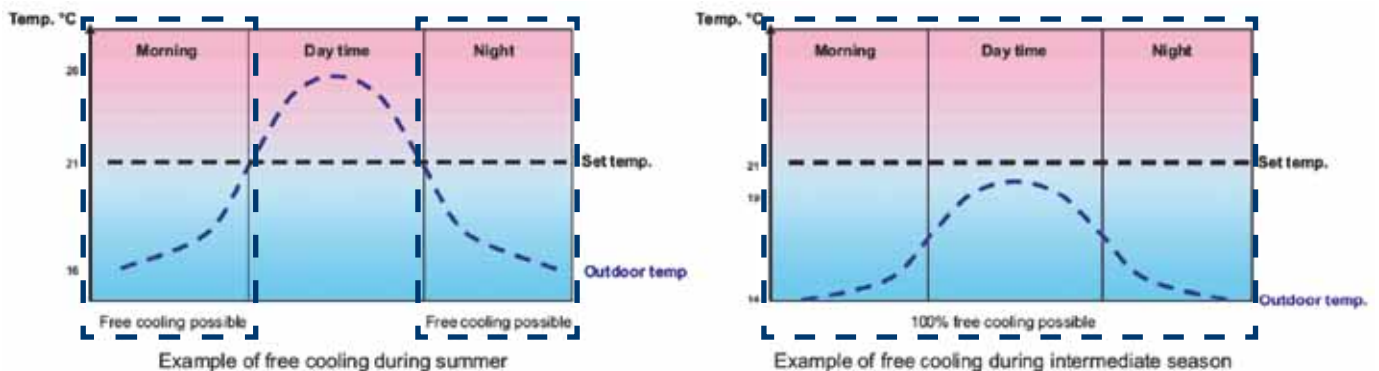 Temp. °C
Morning
Day time
Night
26
21
Set temp.
16
Outdoor temp
Free cooling possible
Free cooling possible
Example of free cooling during summer
Temp. °C
Morning
Day time
Night
21
Set temp.
19
14
Outdoor temp.
100% free cooling possible
Example of free cooling during intermediate season